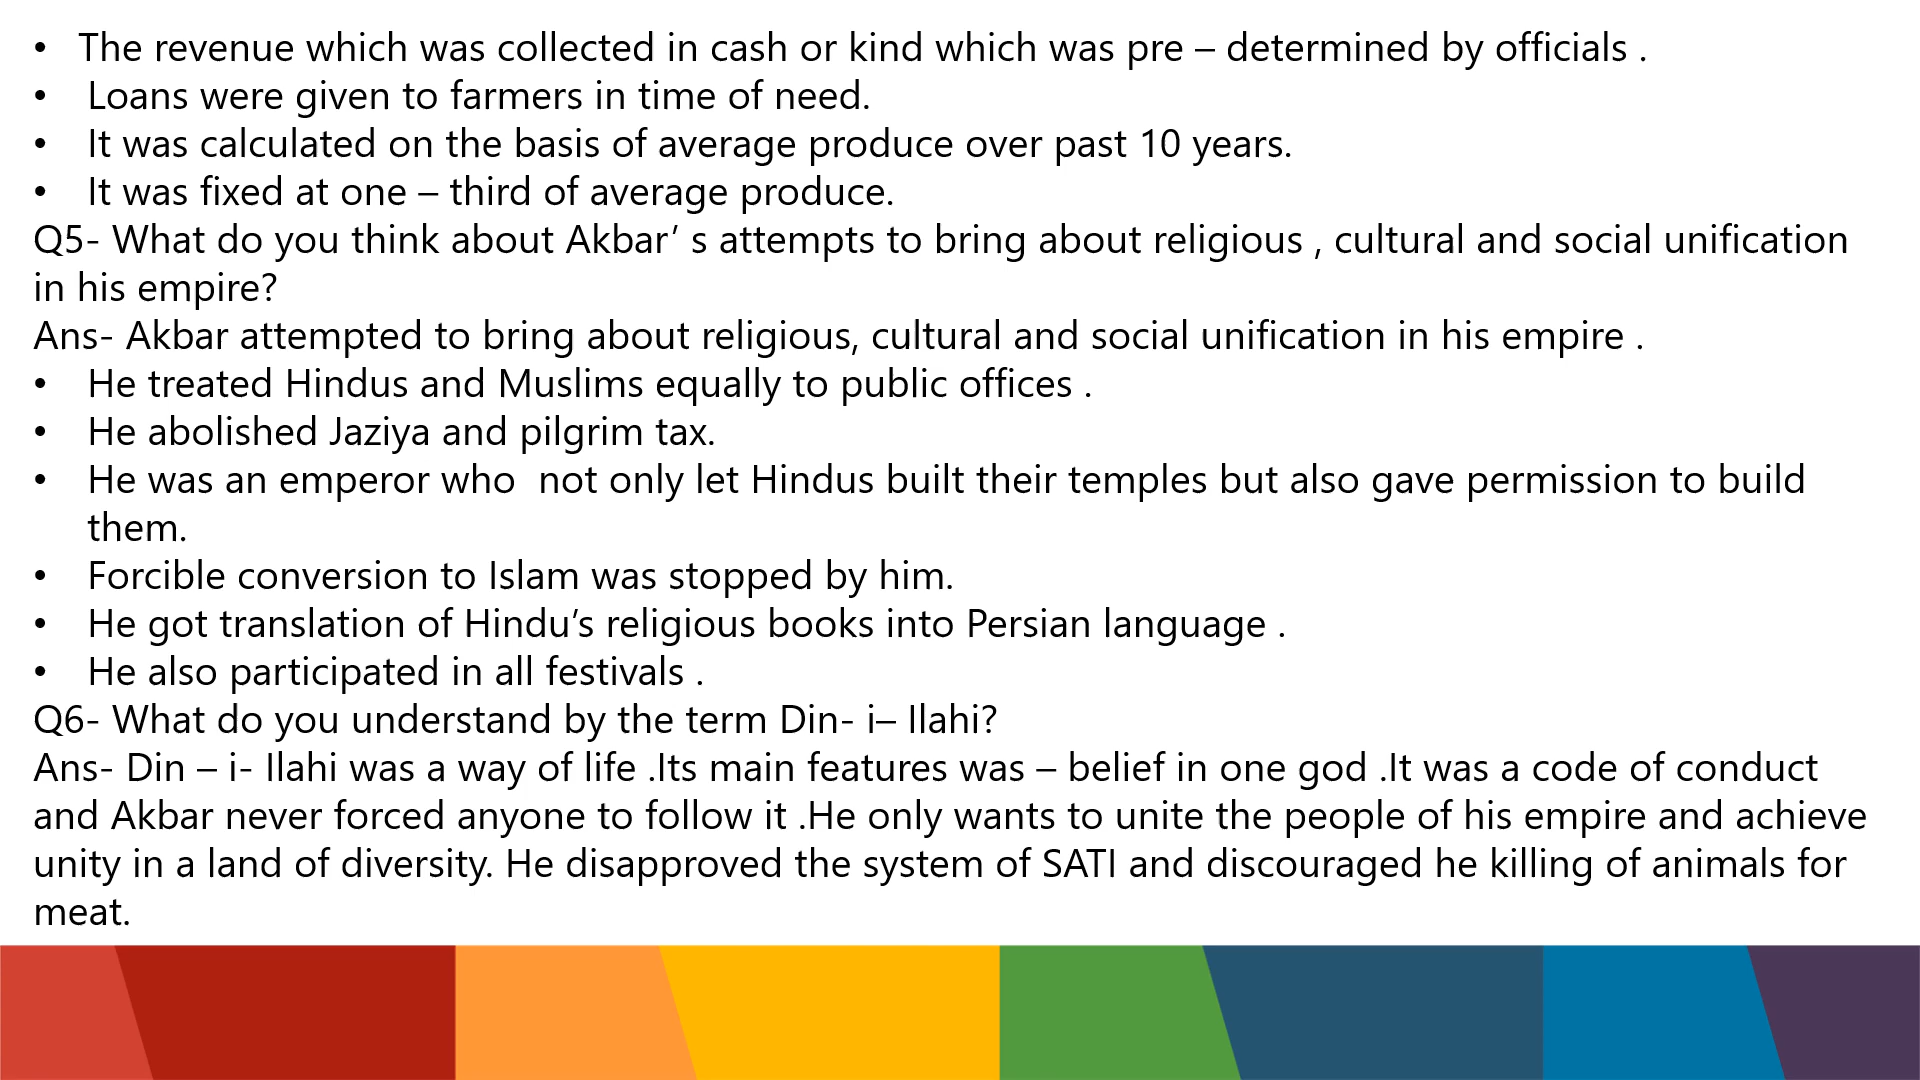 • The revenue which was collected in cash or kind which was pre – determined by officials .
• Loans were given to farmers in time of need.
• It was calculated on the basis of average produce over past 10 years.
• It was fixed at one – third of average produce.
Q5- What do you think about Akbar’ s attempts to bring about religious , cultural and social unification
in his empire?
Ans- Akbar attempted to bring about religious, cultural and social unification in his empire .
• He treated Hindus and Muslims equally to public offices .
• He abolished Jaziya and pilgrim tax.
• He was an emperor who  not only let Hindus built their temples but also gave permission to build
them.
• Forcible conversion to Islam was stopped by him.
• He got translation of Hindu’s religious books into Persian language .
• He also participated in all festivals .
Q6- What do you understand by the term Din- i– Ilahi?
Ans- Din – i- Ilahi was a way of life .Its main features was – belief in one god .It was a code of conduct
and Akbar never forced anyone to follow it .He only wants to unite the people of his empire and achieve
unity in a land of diversity. He disapproved the system of SATI and discouraged he killing of animals for
meat.